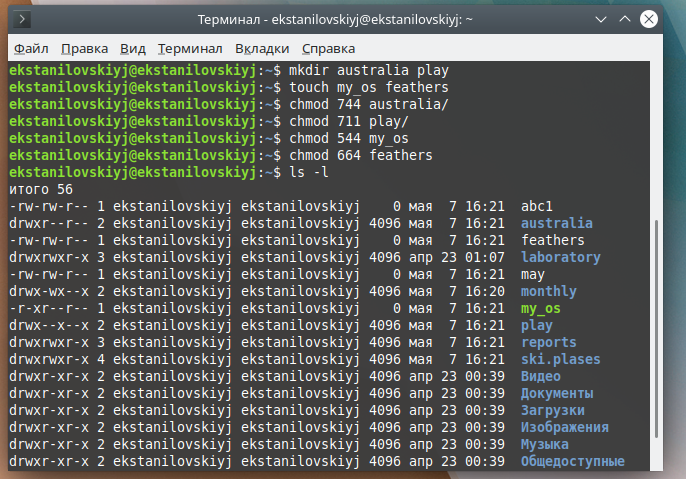 Терминал - ekstanilovskiyj@ekstanilovskiyj: ~
Файл Правка Вид Терминал Вкладки Справка
ekstanilovskiyj@ekstanilovskiyj:~$ mkdir australia play
ekstanilovskiyj@ekstanilovskiyj:~$ touch my_os feathers
ekstanilovskiyj@ekstanilovskiyj:~$ chmod 744 australia/
ekstanilovskiyj@ekstanilovskiyj:~$ chmod 711 play/
ekstanilovskiyj@ekstanilovskiyj:~$ chmod 544 my_os
ekstanilovskiyj@ekstanilovskiyj:~$ chmod 664 feathers
ekstanilovskiyj@ekstanilovskiyj:~$ ls -l
итого 56
-rw-rw-r-- 1 ekstanilovskiyj ekstanilovskiyj    0 мая  7 16:21  abc1
drwxr--r-- 2 ekstanilovskiyj ekstanilovskiyj 4096 мая  7 16:21  australia
-rw-rw-r-- 1 ekstanilovskiyj ekstanilovskiyj    0 мая  7 16:21  feathers
drwxrwxr-x 3 ekstanilovskiyj ekstanilovskiyj 4096 апр 23 01:07  laboratory
-rw-rw-r-- 1 ekstanilovskiyj ekstanilovskiyj    0 мая  7 16:21  may
drwx-wx--x 2 ekstanilovskiyj ekstanilovskiyj 4096 мая  7 16:20  monthly
-r-xr--r-- 1 ekstanilovskiyj ekstanilovskiyj    0 мая  7 16:21  my_os
drwx--x--x 2 ekstanilovskiyj ekstanilovskiyj 4096 мая  7 16:21  play
drwxrwxr-x 3 ekstanilovskiyj ekstanilovskiyj 4096 мая  7 16:21  reports
drwxrwxr-x 4 ekstanilovskiyj ekstanilovskiyj 4096 мая  7 16:21  ski.plases
drwxr-xr-x 2 ekstanilovskiyj ekstanilovskiyj 4096 апр 23 00:39  Видео
drwxr-xr-x 2 ekstanilovskiyj ekstanilovskiyj 4096 апр 23 00:39  Документы
drwxr-xr-x 2 ekstanilovskiyj ekstanilovskiyj 4096 апр 23 00:39  Загрузки
drwxr-xr-x 2 ekstanilovskiyj ekstanilovskiyj 4096 апр 23 00:39  Изображения
drwxr-xr-x 2 ekstanilovskiyj ekstanilovskiyj 4096 апр 23 00:39  Музыка
drwxr-xr-x 2 ekstanilovskiyj ekstanilovskiyj 4096 апр 23 00:39  Общедоступные